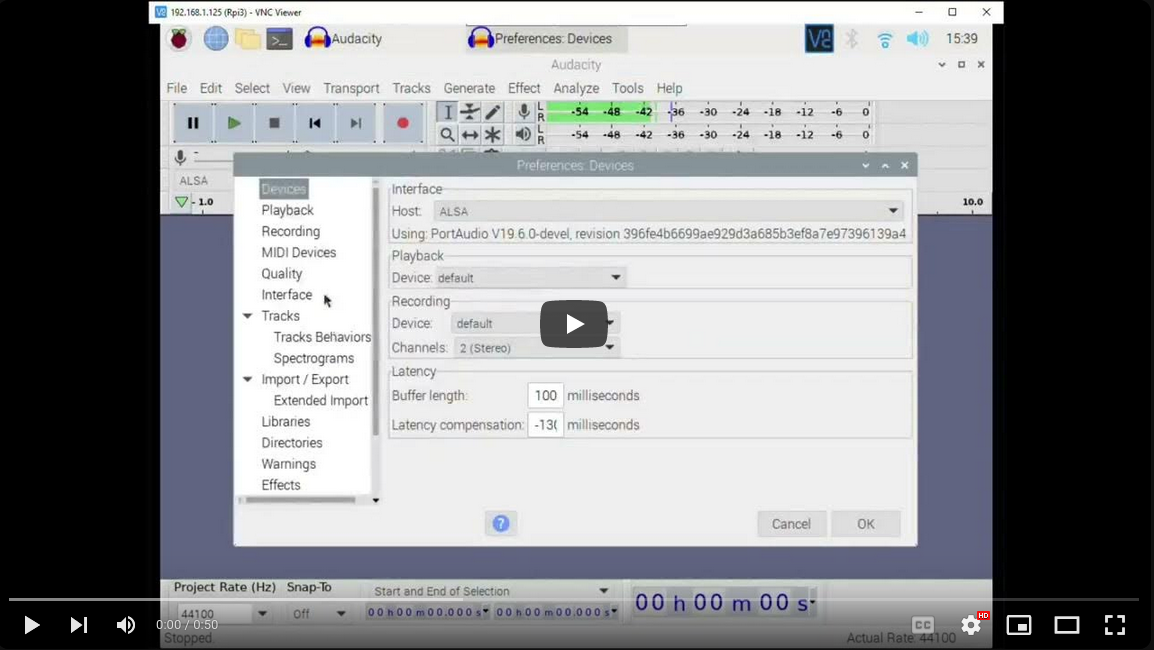 192.168.1.125 (Rpi3) - VNC Viewer
Audacity
Preferences: Devices
15:39
Audacity
File Edit Select View Transport Tracks Generate Effect Analyze Tools Help
L
R
-54 -48 -42 -36 -30 -24 -18 -12 -6 0
L
R
-54 -48 -42 -36 -30 -24 -18 -12 -6 0
ALSA
-1.0
10.0
Preferences: Devices
Devices
Playback
Recording
MIDI Devices
Quality
Interface
Tracks
Tracks Behaviors
Spectrograms
Import / Export
Extended Import
Libraries
Directories
Warnings
Effects
Interface
Host: ALSA
Using: PortAudio V19.6.0-devel, revision 396fe4b6699ae929d3a685b3ef8a7e97396139a4
Playback
Device: default
Recording
Device: default
Channels: 2 (Stereo)
Latency
Buffer length: 100 milliseconds
Latency compensation: -130 milliseconds
?
Cancel
OK
Project Rate (Hz) Snap-To
Start and End of Selection
44100
Off
00 h 00 m 00.000 s
00 h 00 m 00.000 s
00 h 00 m 00 s
0:00 / 0:50
CC
HD
Stopped.
Actual Rate: 44100